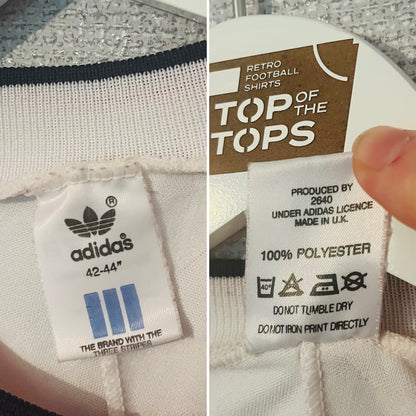 ®
adidas
42-44"
THE BRAND WITH THE
THREE STRIPES
RETRO
FOOTBALL
SHIRTS
TOP OF THE
TOPS
PRODUCED BY
2640
UNDER ADIDAS LICENCE
MADE IN U.K.
100% POLYESTER
40°
DO NOT TUMBLE DRY
DO NOT IRON PRINT DIRECTLY